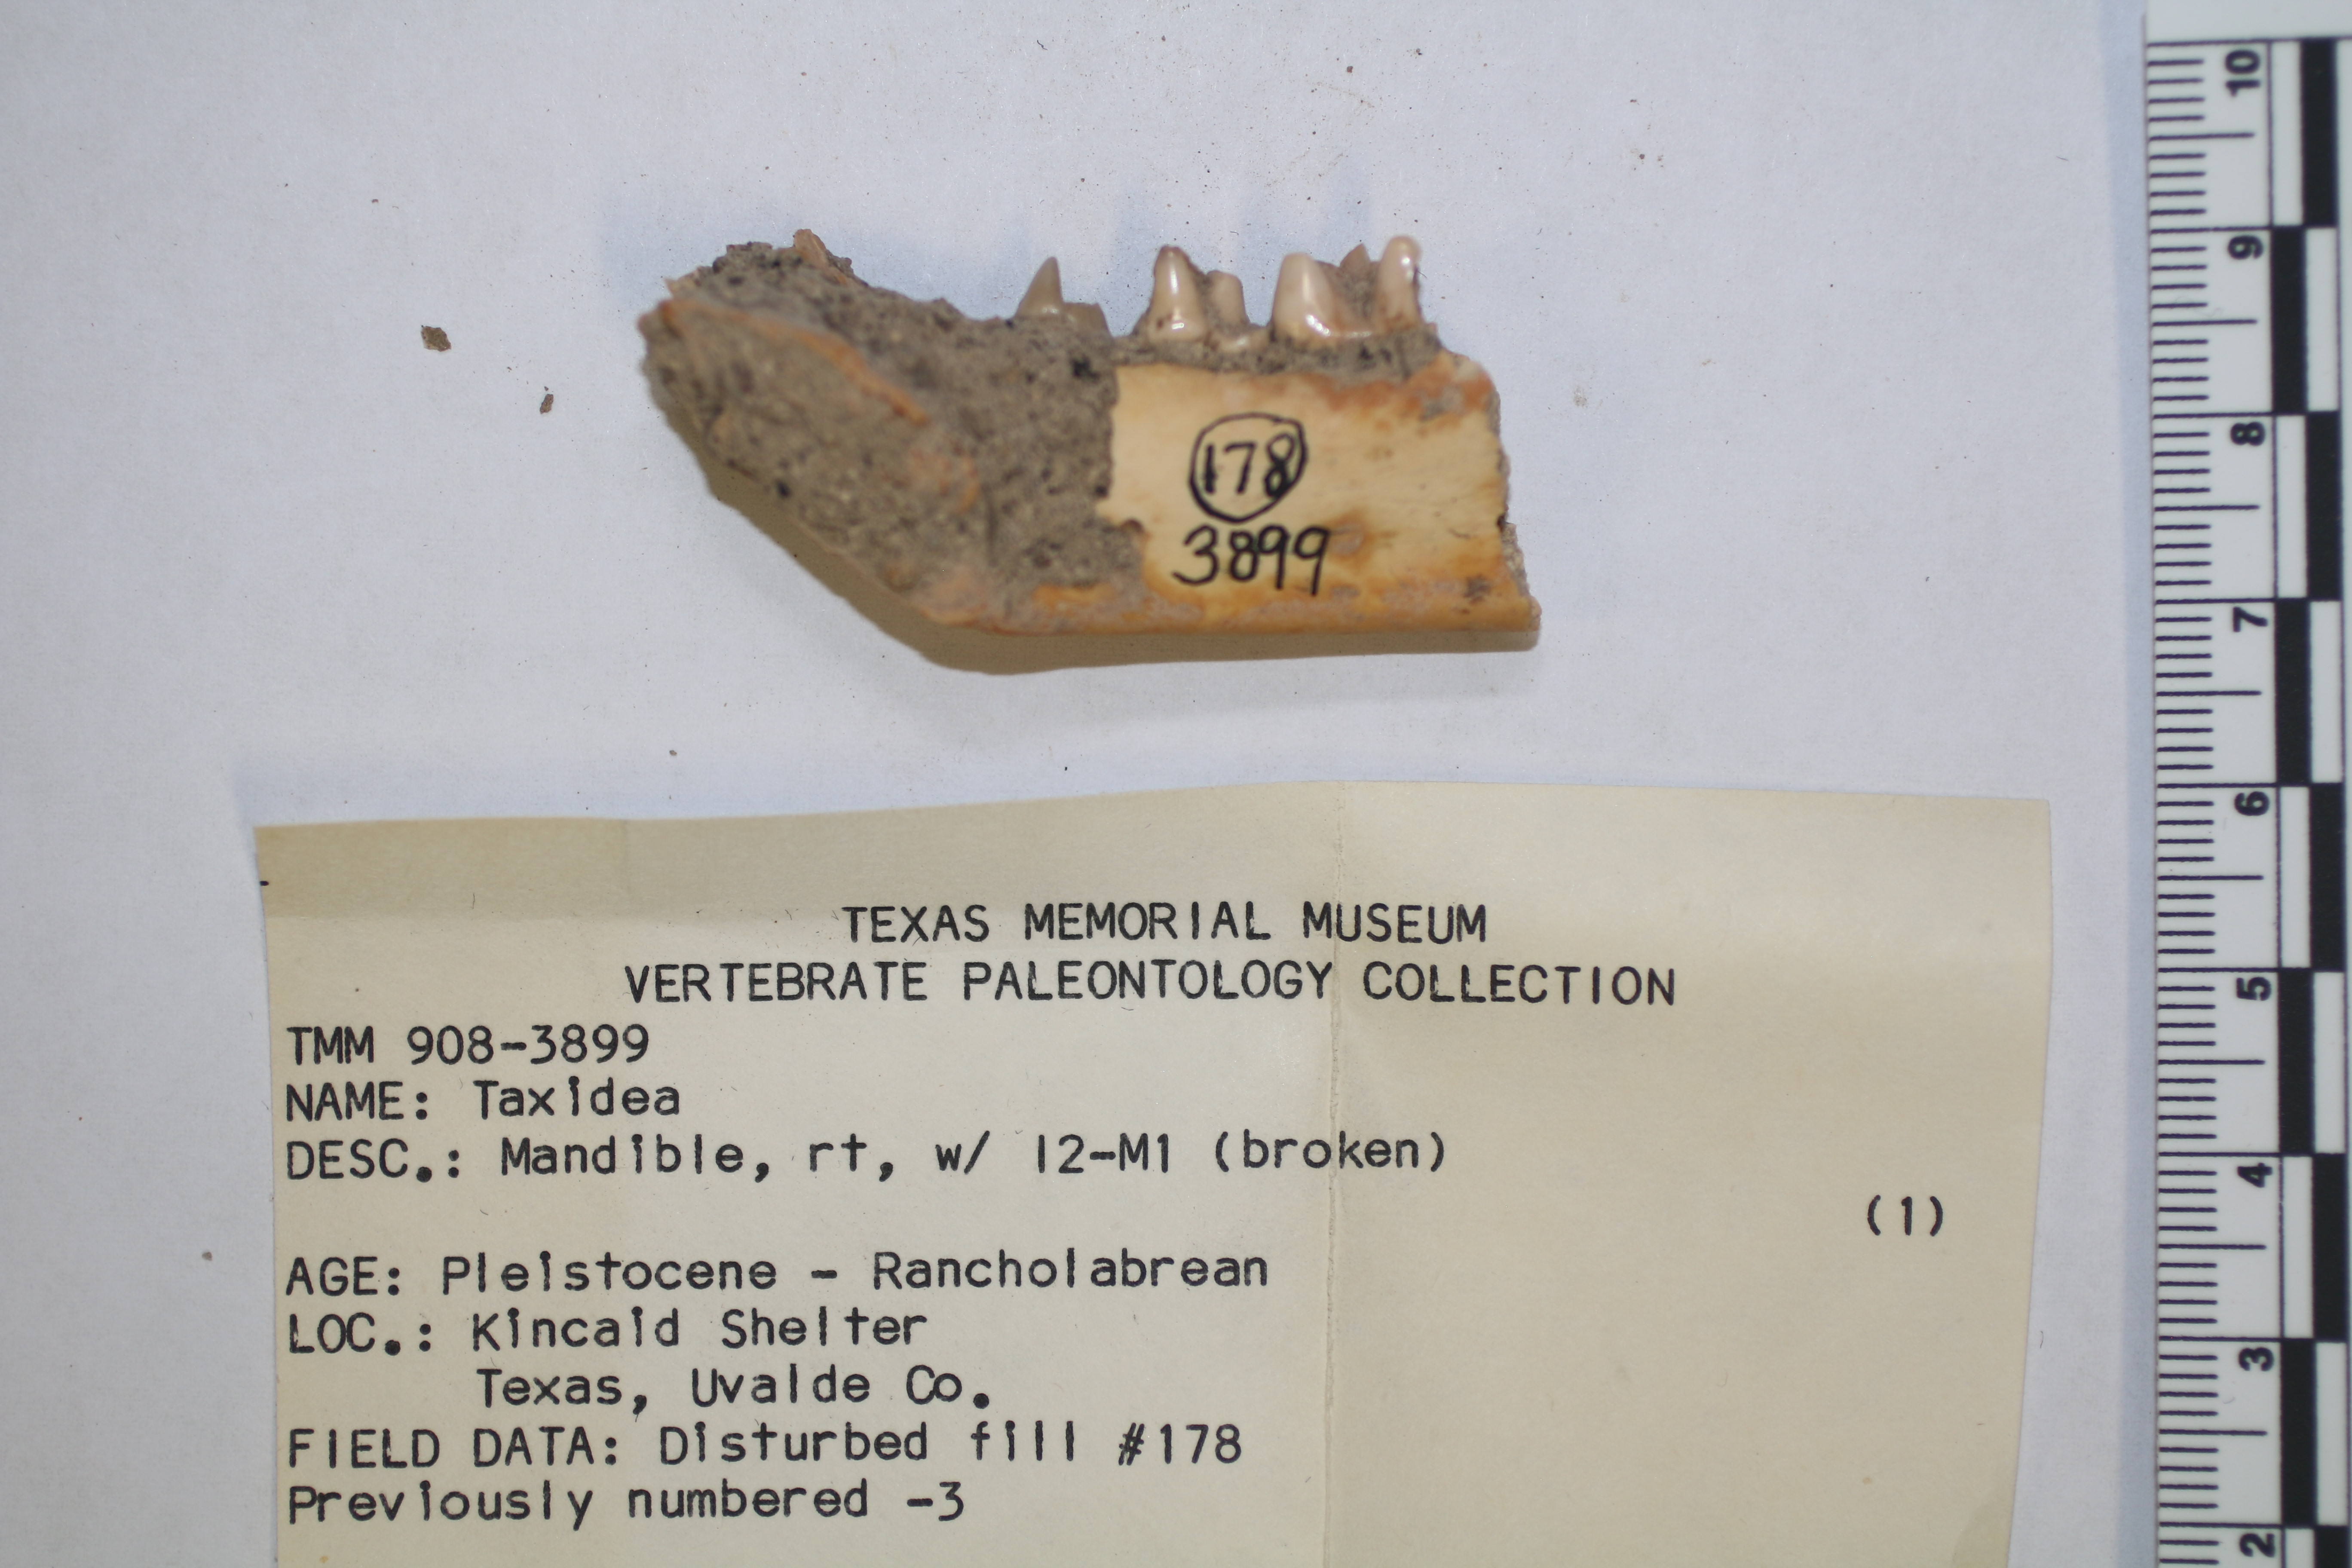 178
3899
10
9
8
7
6
5
4
3
2
TEXAS MEMORIAL MUSEUM
VERTEBRATE PALEONTOLOGY COLLECTION
TMM 908-3899
NAME: Taxidea
DESC.: Mandible, rt, w/ I2-M1 (broken)
(1)
AGE: Pleistocene - Rancholabrean
LOC.: Kincaid Shelter
Texas, Uvalde Co.
FIELD DATA: Disturbed fill #178
Previously numbered -3